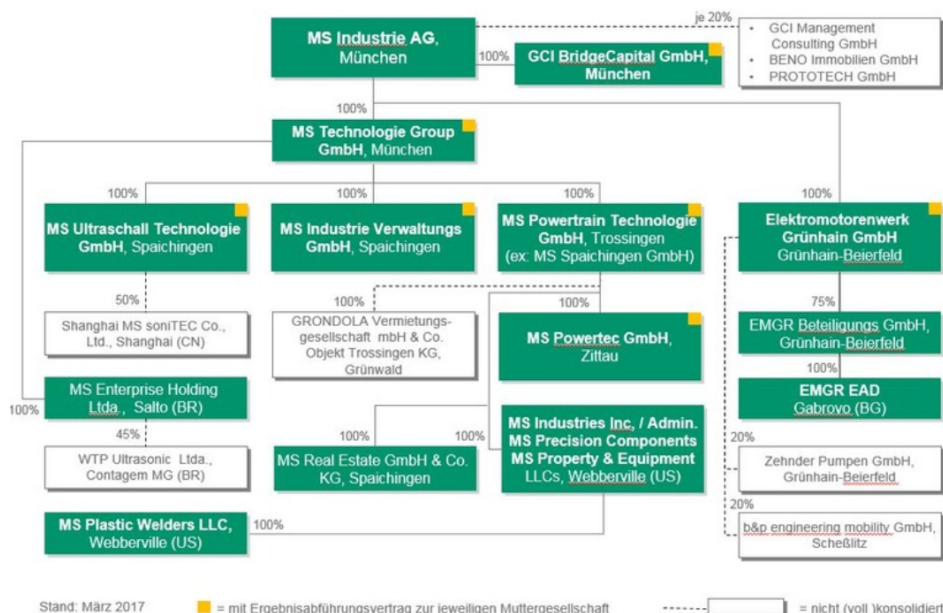 je 20%
MS Industrie AG,
München
• GCI Management
Consulting GmbH
• BENO Immobilien GmbH
• PROTOTECH GmbH
100%
GCI BridgeCapital GmbH,
München
100%
100%
MS Technologie Group
GmbH, München
100%
100%
100%
100%
MS Ultraschall Technologie
GmbH, Spaichingen
MS Industrie Verwaltungs
GmbH, Spaichingen
MS Powertrain Technologie
GmbH, Trossingen
(ex: MS Spaichingen GmbH)
Elektromotorenwerk
Grünhain GmbH
Grünhain-Beierfeld
50%
100%
100%
75%
Shanghai MS soniTEC Co.,
Ltd., Shanghai (CN)
GRONDOLA Vermietungs-
gesellschaft mbH & Co.
Objekt Trossingen KG,
Grünwald
MS Powertec GmbH,
Zittau
EMGR Beteiligungs GmbH,
Grünhain-Beierfeld
100%
MS Enterprise Holding
Ltda., Salto (BR)
100%
EMGR EAD
Gabrovo (BG)
45%
100%
100%
MS Industries Inc, / Admin.
MS Precision Components
MS Property & Equipment
LLCs, Webberville (US)
20%
WTP Ultrasonic Ltda.,
Contagem MG (BR)
MS Real Estate GmbH & Co.
KG, Spaichingen
Zehnder Pumpen GmbH,
Grünhain-Beierfeld
20%
MS Plastic Welders LLC,
Webberville (US)
100%
b&p engineering mobility GmbH,
Scheßlitz
Stand: März 2017
= mit Ergebnisabführungsvertrag zur jeweiligen Muttergesellschaft
= nicht (voll )konsolidiert